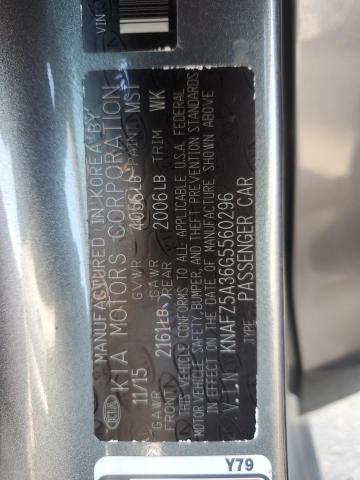 VIN
MANUFACTURED IN KOREA BY
KIA MOTORS CORPORATION
11/15 GVWR 4066LB PAINT MST
GAWR FRONT 2161LB GAWR REAR 2006LB TRIM WK
THIS VEHICLE CONFORMS TO ALL APPLICABLE U.S.A. FEDERAL
MOTOR VEHICLE SAFETY, BUMPER, AND THEFT PREVENTION STANDARDS
IN EFFECT ON THE DATE OF MANUFACTURE SHOWN ABOVE
V.I.N KNAFZ5A36G5560296
TYPE PASSENGER CAR
Y79